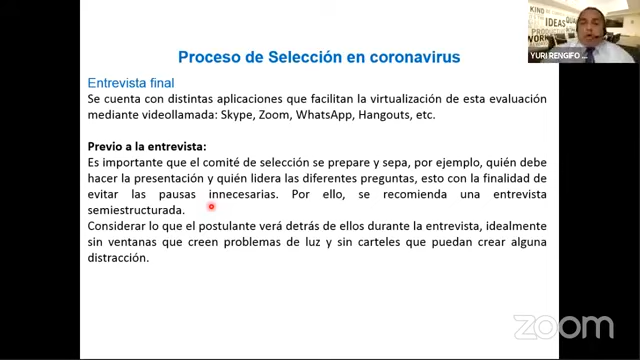 Proceso de Selección en coronavirus
Entrevista final
Se cuenta con distintas aplicaciones que facilitan la virtualización de esta evaluación
mediante videollamada: Skype, Zoom, WhatsApp, Hangouts, etc.
Previo a la entrevista:
Es importante que el comité de selección se prepare y sepa, por ejemplo, quién debe
hacer la presentación y quién lidera las diferentes preguntas, esto con la finalidad de
evitar las pausas innecesarias. Por ello, se recomienda una entrevista
semiestructurada.
Considerar lo que el postulante verá detrás de ellos durante la entrevista, idealmente
sin ventanas que creen problemas de luz y sin carteles que puedan crear alguna
distracción.
KIND
IDEAS
YURI RENGIFO ...
zoom